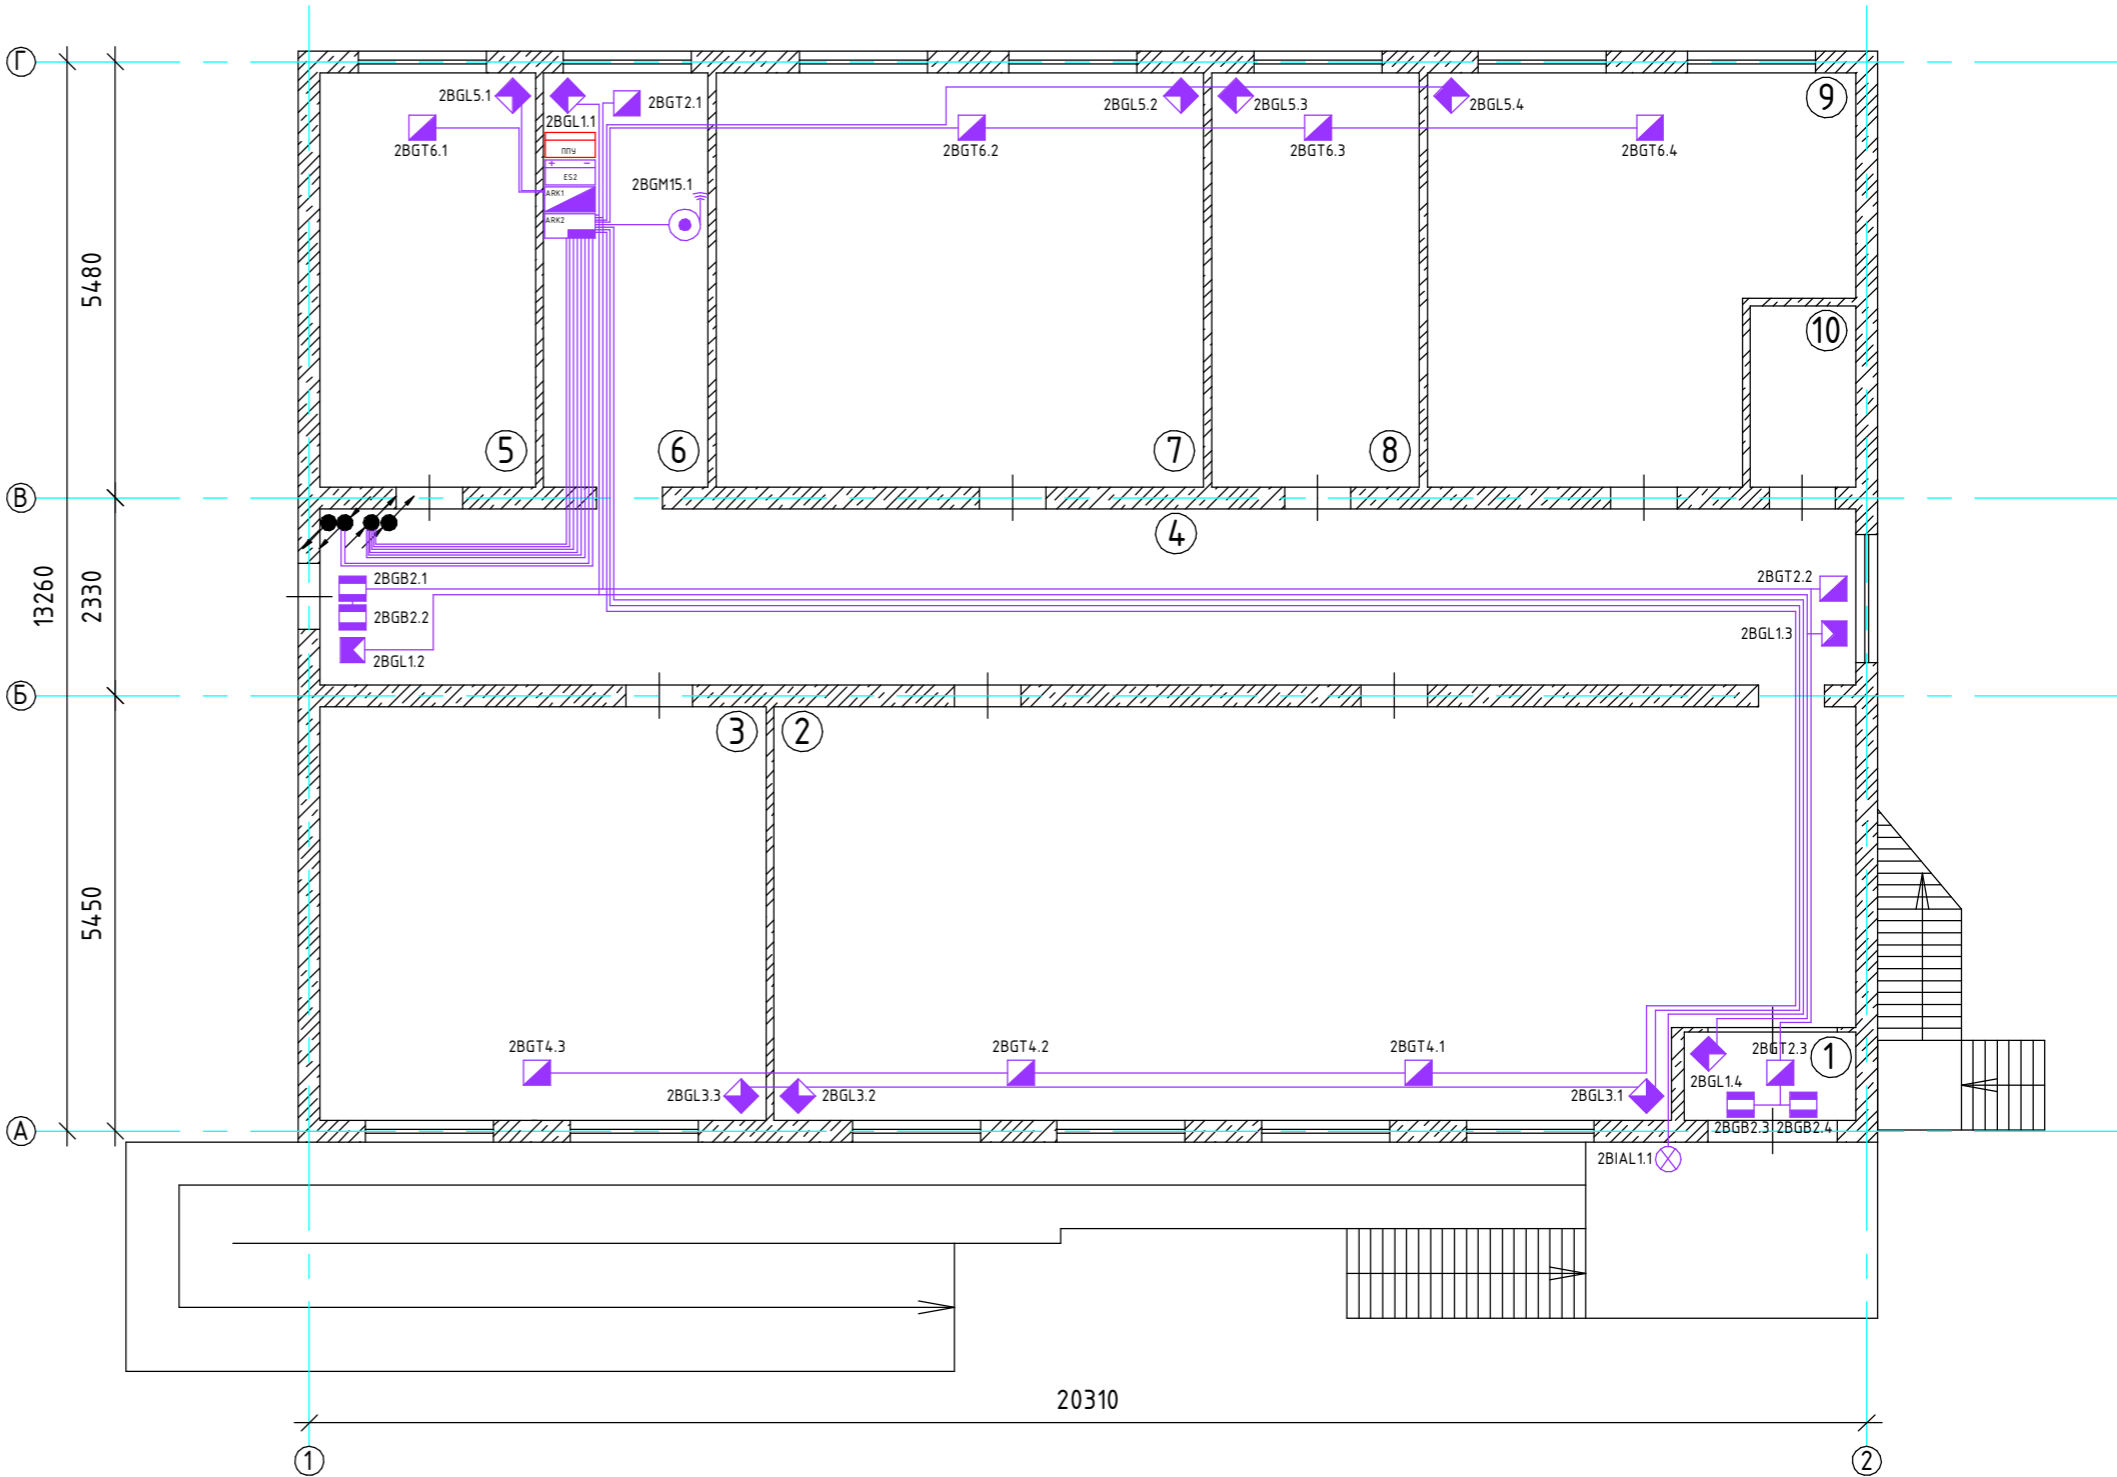 Г
9
2BGL5.1
2BGT2.1
2BGL5.2
2BGL5.3
2BGL5.4
2BGL1.1
2BGT6.1
ппу
2BGT6.2
2BGT6.3
2BGT6.4
+ -
ES2
2BGM15.1
ARK1
ARK2
5480
10
5
6
7
8
В
4
13260
2330
2BGB2.1
2BGT2.2
2BGB2.2
2BGL1.3
2BGL1.2
Б
3
2
5450
2BGT4.3
2BGT4.2
2BGT4.1
2BGT2.3
1
2BGL1.4
2BGL3.3
2BGL3.2
2BGL3.1
А
2BGB2.3
2BGB2.4
2BIAL1.1
20310
1
2